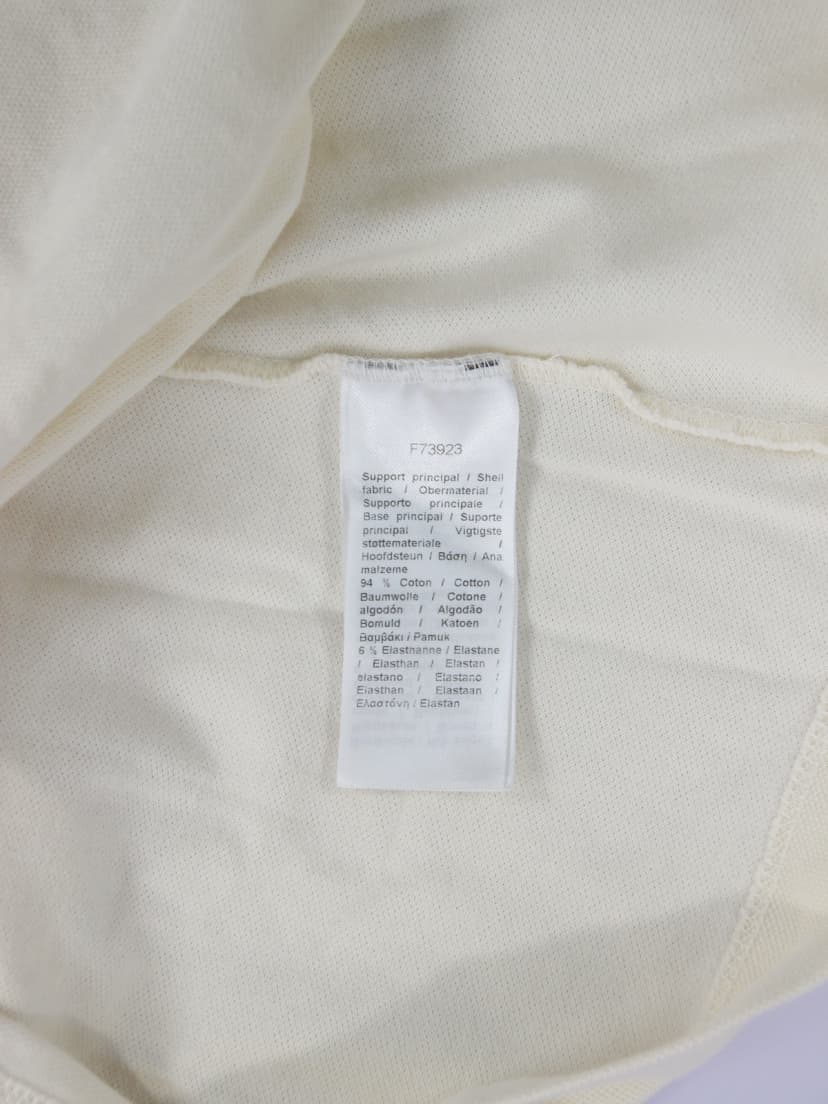 F73923
Support principal / Shell
fabric / Obermaterial /
Supporto principale /
Base principal / Suporte
principal / Vigtigste
støttemateriale /
Hoofdsteun / Βάση / Ana
malzeme
94 % Coton / Cotton /
Baumwolle / Cotone /
algodón / Algodão /
Bomuld / Katoen /
Βαμβάκι / Pamuk
6 % Elasthanne / Elastane
/ Elasthan / Elastan /
elastano / Elastano /
Elasthan / Elastaan /
Ελαστάνη / Elastan